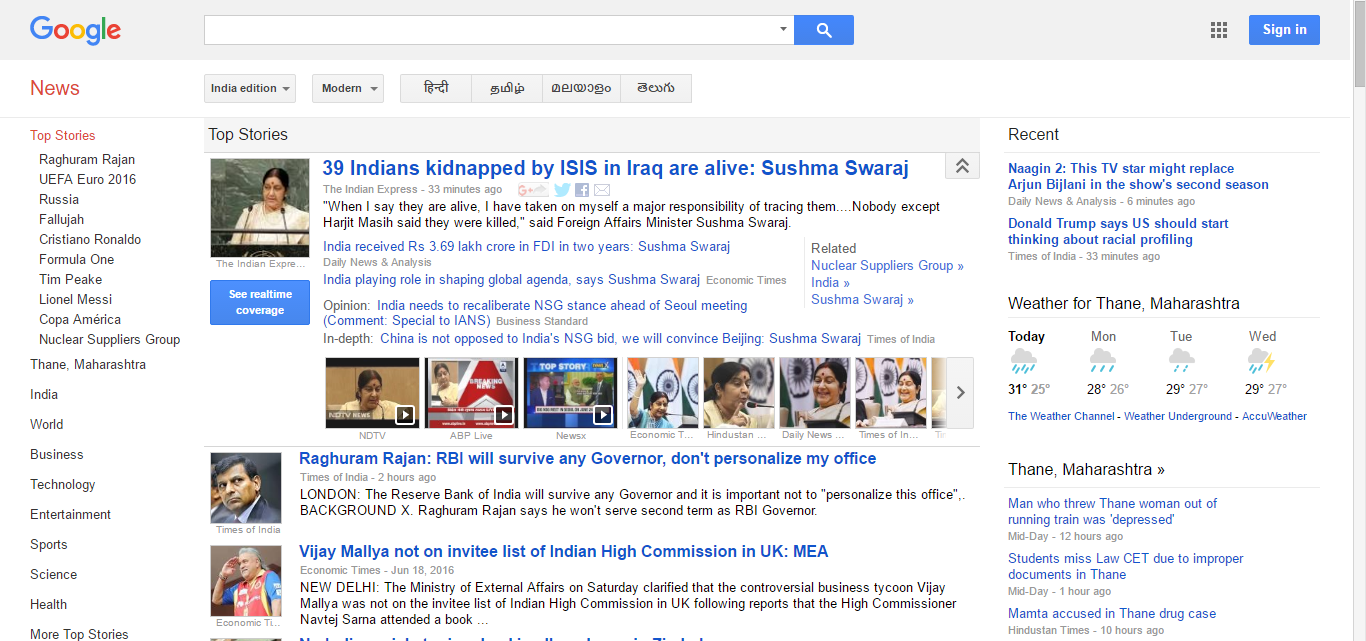 Google
Sign in
News
India edition
Modern
हिन्दी
தமிழ்
മലയാളം
తెలుగు
Top Stories
Raghuram Rajan
UEFA Euro 2016
Russia
Fallujah
Cristiano Ronaldo
Formula One
Tim Peake
Lionel Messi
Copa América
Nuclear Suppliers Group
Thane, Maharashtra
India
World
Business
Technology
Entertainment
Sports
Science
Health
More Top Stories
Top Stories
The Indian Expre...
See realtime
coverage
39 Indians kidnapped by ISIS in Iraq are alive: Sushma Swaraj
The Indian Express - 33 minutes ago
"When I say they are alive, I have taken on myself a major responsibility of tracing them....Nobody except
Harjit Masih said they were killed," said Foreign Affairs Minister Sushma Swaraj.
India received Rs 3.69 lakh crore in FDI in two years: Sushma Swaraj
Daily News & Analysis
India playing role in shaping global agenda, says Sushma Swaraj Economic Times
Opinion: India needs to recaliberate NSG stance ahead of Seoul meeting
(Comment: Special to IANS) Business Standard
In-depth: China is not opposed to India's NSG bid, we will convince Beijing: Sushma Swaraj Times of India
Related
Nuclear Suppliers Group »
India »
Sushma Swaraj »
NDTV NEWS
BREAKING
NEWS
TOP STORY
NDTV
ABP Live
Newsx
Economic T...
Hindustan ...
Daily News ...
Times of In...
Raghuram Rajan: RBI will survive any Governor, don't personalize my office
Times of India - 2 hours ago
LONDON: The Reserve Bank of India will survive any Governor and it is important not to "personalize this office",.
BACKGROUND X. Raghuram Rajan says he won't serve second term as RBI Governor.
Times of India
Vijay Mallya not on invitee list of Indian High Commission in UK: MEA
Economic Times - Jun 18, 2016
NEW DELHI: The Ministry of External Affairs on Saturday clarified that the controversial business tycoon Vijay
Mallya was not on the invitee list of Indian High Commission in UK following reports that the High Commissioner
Navtej Sarna attended a book ...
Economic Ti...
Recent
Naagin 2: This TV star might replace
Arjun Bijlani in the show's second season
Daily News & Analysis - 6 minutes ago
Donald Trump says US should start
thinking about racial profiling
Times of India - 33 minutes ago
Weather for Thane, Maharashtra
Today Mon Tue Wed
31° 25° 28° 26° 29° 27° 29° 27°
The Weather Channel - Weather Underground - AccuWeather
Thane, Maharashtra »
Man who threw Thane woman out of
running train was 'depressed'
Mid-Day - 12 hours ago
Students miss Law CET due to improper
documents in Thane
Mid-Day - 1 hour ago
Mamta accused in Thane drug case
Hindustan Times - 10 hours ago